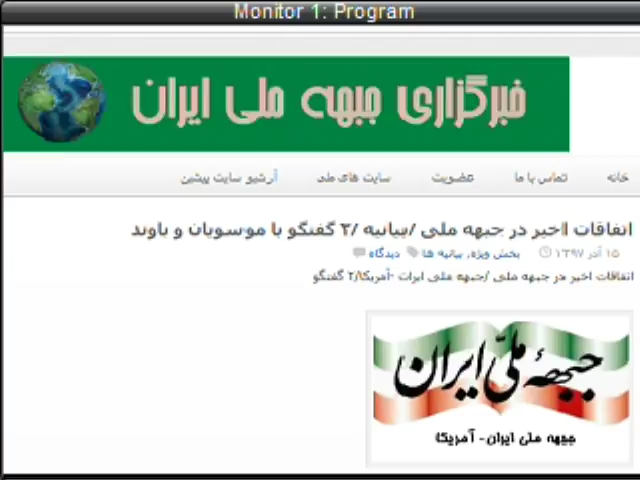 Monitor 1: Program
خبرگزاری جبهه ملی ایران
خانه تماس با ما عضویت سایت های ملی آرشیو سایت پیشین
اتفاقات اخیر در جبهه ملی /بیانیه /۲ گفتگو با موسویان و باوند
۱۵ آذر ۱۳۹۷ بخش ویژه, بیانیه ها دیدگاه
اتفاقات اخیر در جبهه ملی /جبهه ملی ایران -آمریکا/۲ گفتگو
جبههٔ ملّی ایران
جبهه ملی ایران- آمریکا